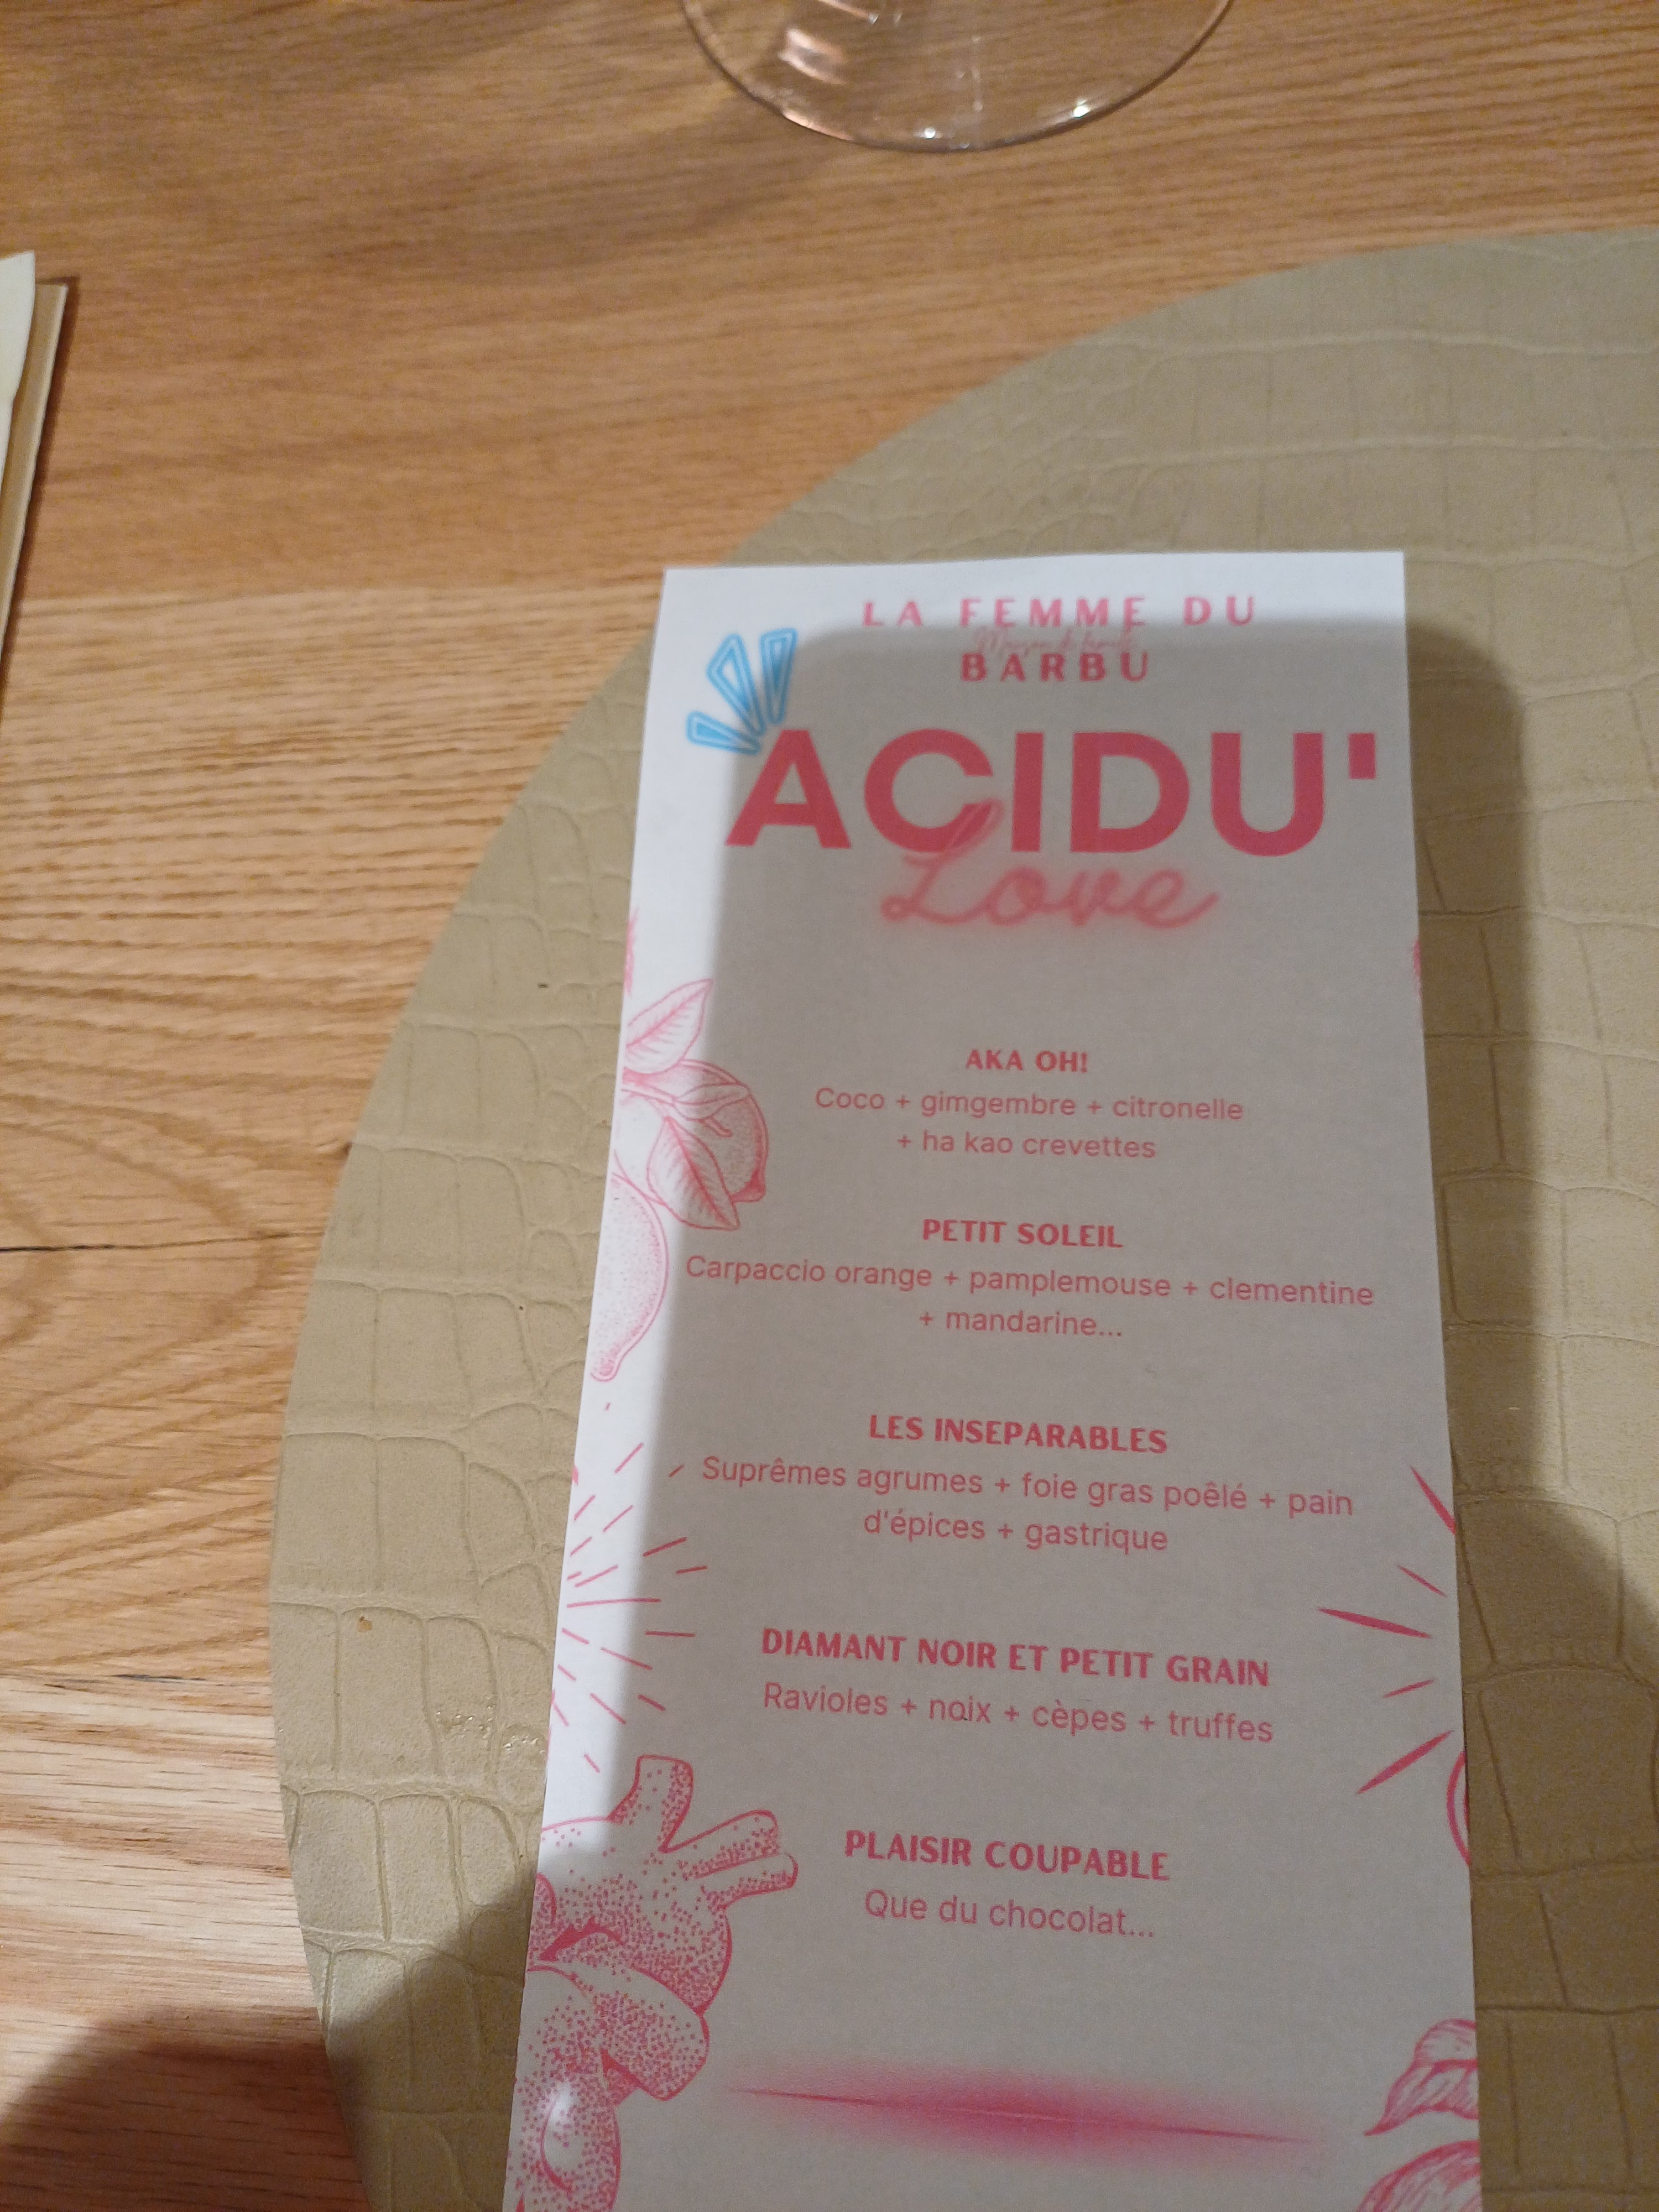 LA FEMME DU
BARBU
ACIDU'
Love
AKA OH!
Coco + gimgembre + citronelle
+ ha kao crevettes
PETIT SOLEIL
Carpaccio orange + pamplemouse + clementine
+ mandarine...
LES INSEPARABLES
Suprêmes agrumes + foie gras poêlé + pain
d'épices + gastrique
DIAMANT NOIR ET PETIT GRAIN
Ravioles + noix + cèpes + truffes
PLAISIR COUPABLE
Que du chocolat...